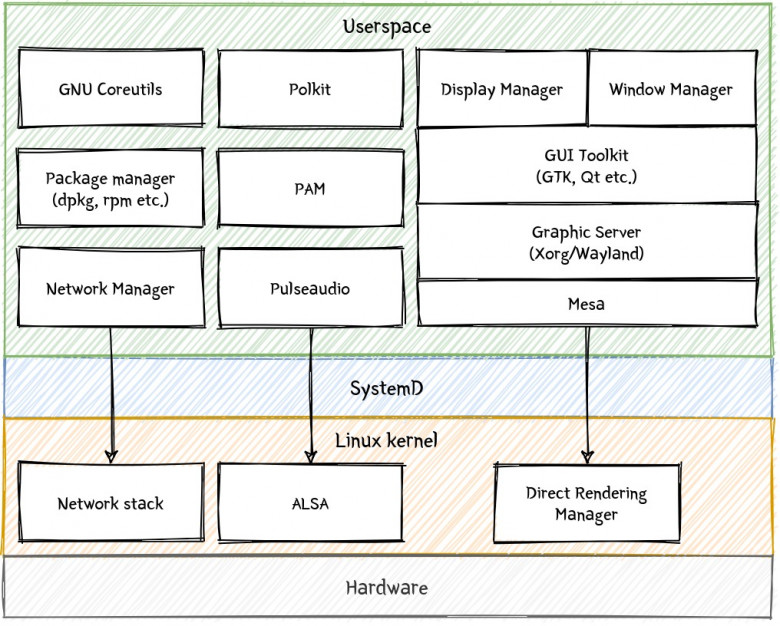 Userspace
GNU Coreutils
Polkit
Display Manager
Window Manager
Package manager
(dpkg, rpm etc.)
PAM
GUI Toolkit
(GTK, Qt etc.)
Graphic Server
(Xorg/Wayland)
Network Manager
Pulseaudio
Mesa
SystemD
Linux kernel
Network stack
ALSA
Direct Rendering
Manager
Hardware